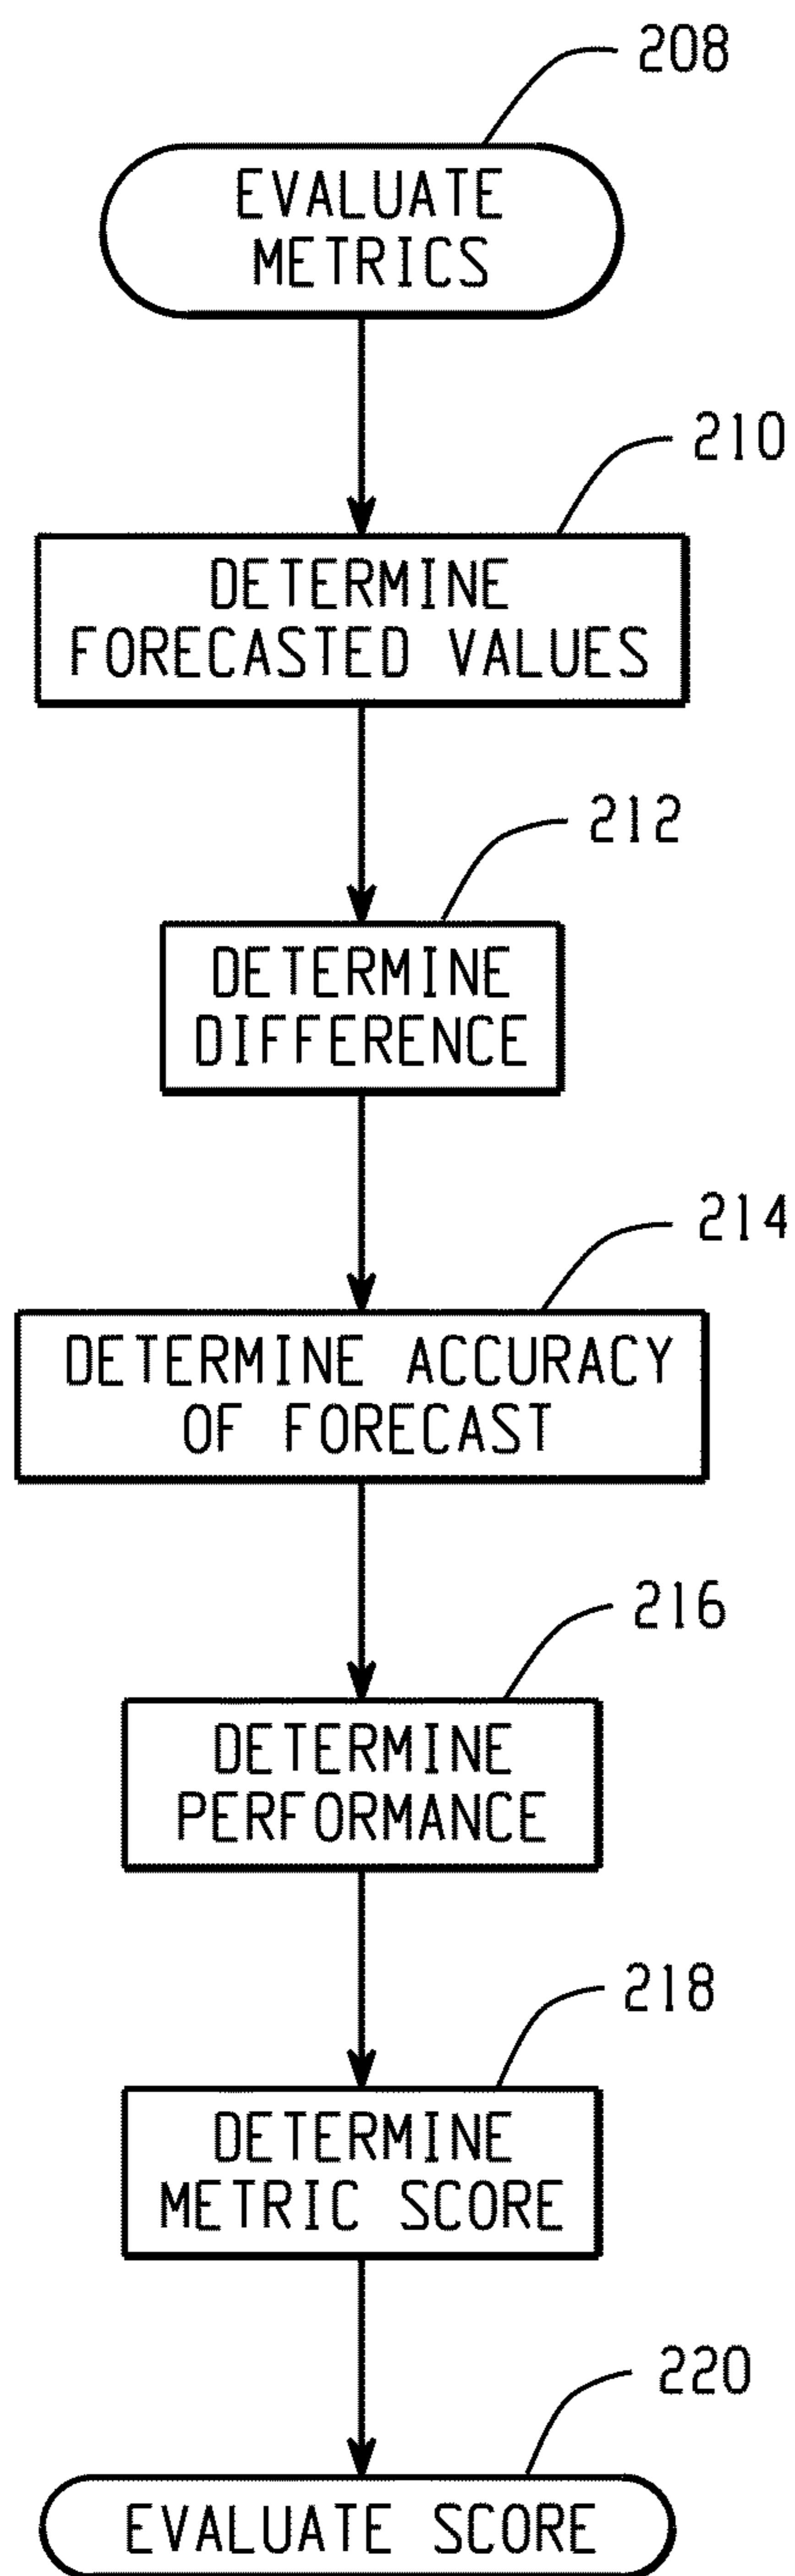 208
EVALUATE
METRICS
210
DETERMINE
FORECASTED VALUES
212
DETERMINE
DIFFERENCE
214
DETERMINE ACCURACY
OF FORECAST
216
DETERMINE
PERFORMANCE
218
DETERMINE
METRIC SCORE
220
EVALUATE SCORE